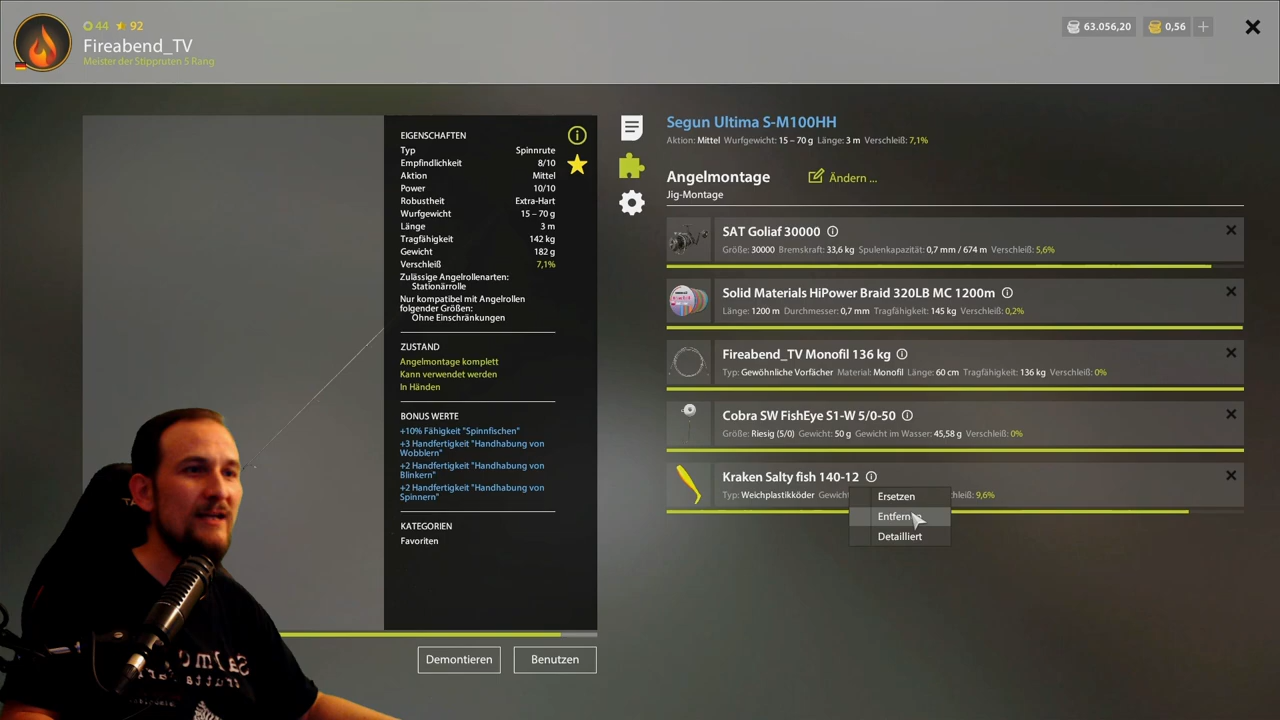 44 92
Fireabend_TV
Meister der Stippruten 5 Rang
63.056,20 0,56 +
EIGENSCHAFTEN
Typ Spinnrute
Empfindlichkeit 8/10
Aktion Mittel
Power 10/10
Robustheit Extra-Hart
Wurfgewicht 15 – 70 g
Länge 3 m
Tragfähigkeit 142 kg
Gewicht 182 g
Verschleiß 7,1%
Zulässige Angelrollenarten:
Stationärrolle
Nur kompatibel mit Angelrollen
folgender Größen:
Ohne Einschränkungen
ZUSTAND
Angelmontage komplett
Kann verwendet werden
In Händen
BONUS WERTE
+10% Fähigkeit "Spinnfischen"
+3 Handfertigkeit "Handhabung von
Wobblern"
+2 Handfertigkeit "Handhabung von
Blinkern"
+2 Handfertigkeit "Handhabung von
Spinnern"
KATEGORIEN
Favoriten
Demontieren Benutzen
Segun Ultima S-M100HH
Aktion: Mittel Wurfgewicht: 15 – 70 g Länge: 3 m Verschleiß: 7,1%
Angelmontage Ändern ...
Jig-Montage
SAT Goliaf 30000
Größe: 30000 Bremskraft: 33,6 kg Spulenkapazität: 0,7 mm / 674 m Verschleiß: 5,6%
Solid Materials HiPower Braid 320LB MC 1200m
Länge: 1200 m Durchmesser: 0,7 mm Tragfähigkeit: 145 kg Verschleiß: 0,2%
Fireabend_TV Monofil 136 kg
Typ: Gewöhnliche Vorfächer Material: Monofil Länge: 60 cm Tragfähigkeit: 136 kg Verschleiß: 0%
Cobra SW FishEye S1-W 5/0-50
Größe: Riesig (5/0) Gewicht: 50 g Gewicht im Wasser: 45,58 g Verschleiß: 0%
Kraken Salty fish 140-12
Typ: Weichplastikköder 9,6%
Ersetzen
Detailliert